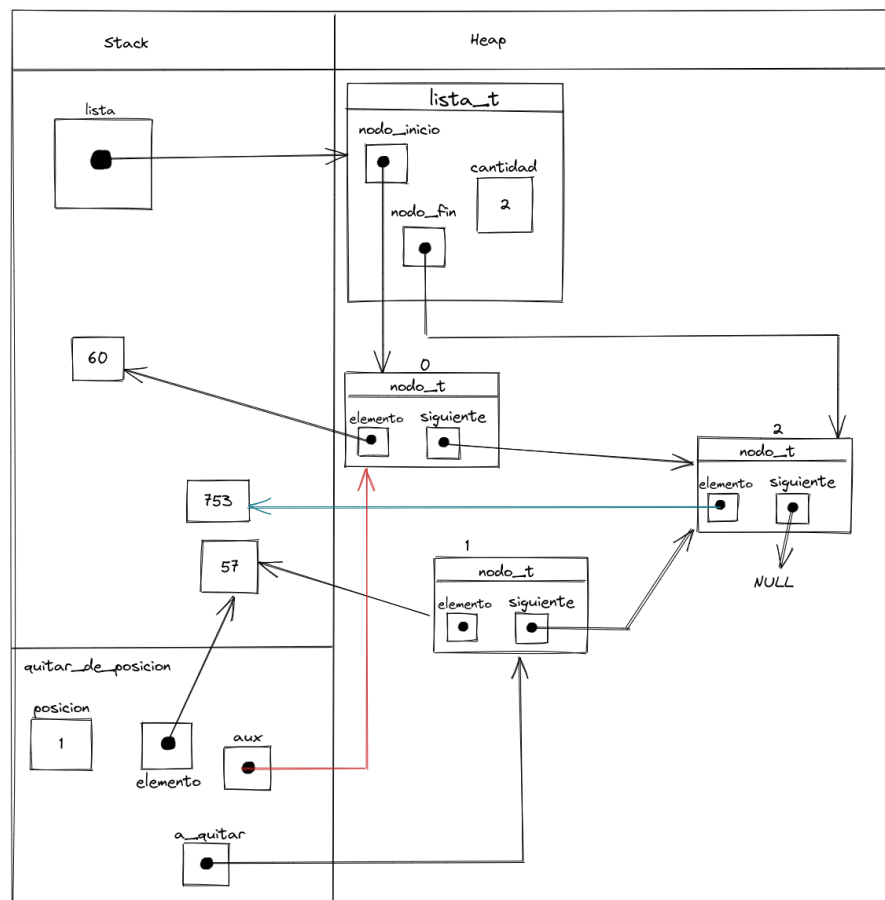 Stack
Heap
lista
lista_t
nodo_inicio
cantidad
2
nodo_fin
60
0
nodo_t
elemento
siguiente
2
nodo_t
elemento
siguiente
NULL
753
57
1
nodo_t
elemento
siguiente
quitar_de_posicion
posicion
1
elemento
aux
a_quitar